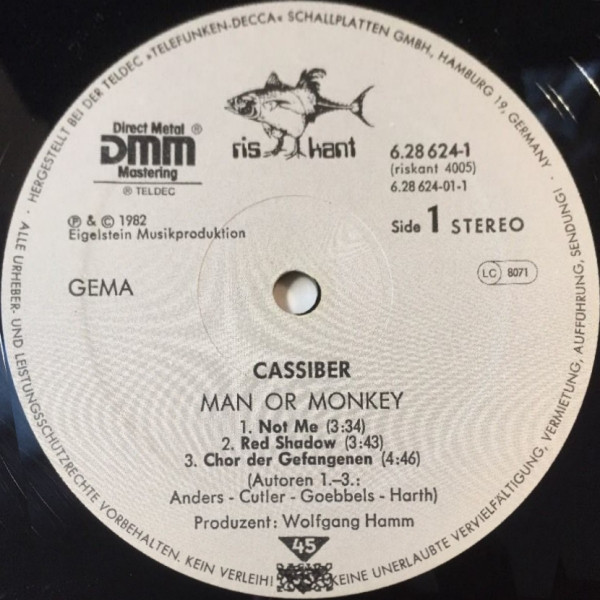 HERGESTELLT BEI DER TELDEC »TELEFUNKEN-DECCA« SCHALLPLATTEN GMBH, HAMBURG 19, GERMANY ·
ALLE URHEBER- UND LEISTUNGSSCHUTZRECHTE VORBEHALTEN. KEIN VERLEIH! KEINE UNERLAUBTE VERVIELFÄLTIGUNG, VERMIETUNG, AUFFÜHRUNG, SENDUNG! ·
Direct Metal ®
DMM
Mastering
® TELDEC
riskant
6.28 624-1
(riskant 4005)
6.28 624-01-1
℗ & © 1982
Eigelstein Musikproduktion
Side 1 STEREO
GEMA
LC 8071
CASSIBER
MAN OR MONKEY
1. Not Me (3:34)
2. Red Shadow (3:43)
3. Chor der Gefangenen (4:46)
(Autoren 1.–3.:
Anders - Cutler - Goebbels - Harth)
Produzent: Wolfgang Hamm
45